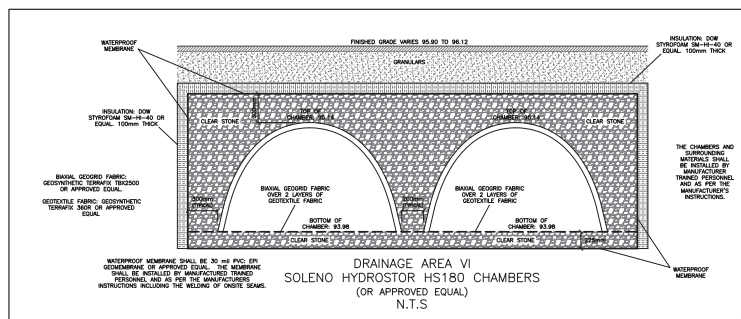 FINISHED GRADE VARIES 95.90 TO 96.12
WATERPROOF
MEMBRANE
INSULATION: DOW
STYROFOAM SM-HI-40 OR
EQUAL. 100mm THICK
GRANULARS
INSULATION: DOW
STYROFOAM SM-HI-40 OR
EQUAL. 100mm THICK
300mm
TOP OF
CHAMBER: 95.14
TOP OF
CHAMBER: 95.14
CLEAR STONE
CLEAR STONE
THE CHAMBERS AND
SURROUNDING
MATERIALS SHALL
BE INSTALLED BY
MANUFACTURER
TRAINED PERSONNEL
AND AS PER THE
MANUFACTURER'S
INSTRUCTIONS.
BIAXIAL GEOGRID FABRIC:
GEOSYNTHETIC TERRAFIX TBX2500
OR APPROVED EQUAL.
GEOTEXTILE FABRIC: GEOSYNTHETIC
TERRAFIX 360R OR APPROVED
EQUAL
300mm
(TYPICAL)
BIAXIAL GEOGRID FABRIC
OVER 2 LAYERS OF
GEOTEXTILE FABRIC
200mm
(TYPICAL)
BIAXIAL GEOGRID FABRIC
OVER 2 LAYERS OF
GEOTEXTILE FABRIC
BOTTOM OF
CHAMBER: 93.98
BOTTOM OF
CHAMBER: 93.98
CLEAR STONE
CLEAR STONE
225mm
WATERPROOF MEMBRANE SHALL BE 30 mil PVC: EPI
GEOMEMBRANE OR APPROVED EQUAL. THE MEMBRANE
SHALL BE INSTALLED BY MANUFACTURED TRAINED
PERSONNEL AND AS PER THE MANUFACTURERS
INSTRUCTIONS INCLUDING THE WELDING OF ONSITE SEAMS.
WATERPROOF
MEMBRANE
DRAINAGE AREA VI
SOLENO HYDROSTOR HS180 CHAMBERS
(OR APPROVED EQUAL)
N.T.S